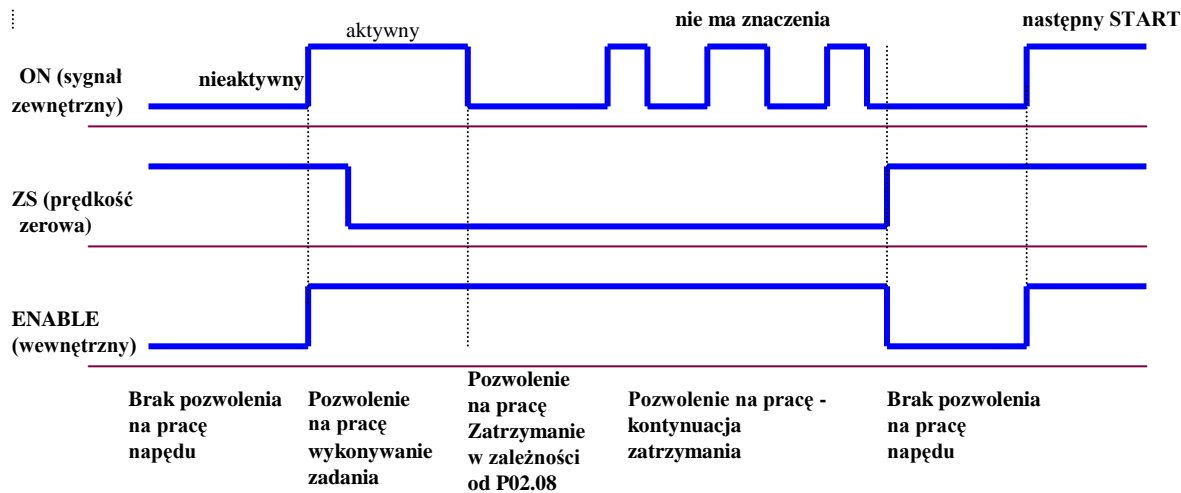 nie ma znaczenia
następny START
aktywny
ON (sygnał
zewnętrzny)
nieaktywny
ZS (prędkość
zerowa)
ENABLE
(wewnętrzny)
Brak pozwolenia
na pracę
napędu
Pozwolenie
na pracę
wykonywanie
zadania
Pozwolenie
na pracę
Zatrzymanie
w zależności
od P02.08
Pozwolenie na pracę -
kontynuacja
zatrzymania
Brak pozwolenia
na pracę
napędu